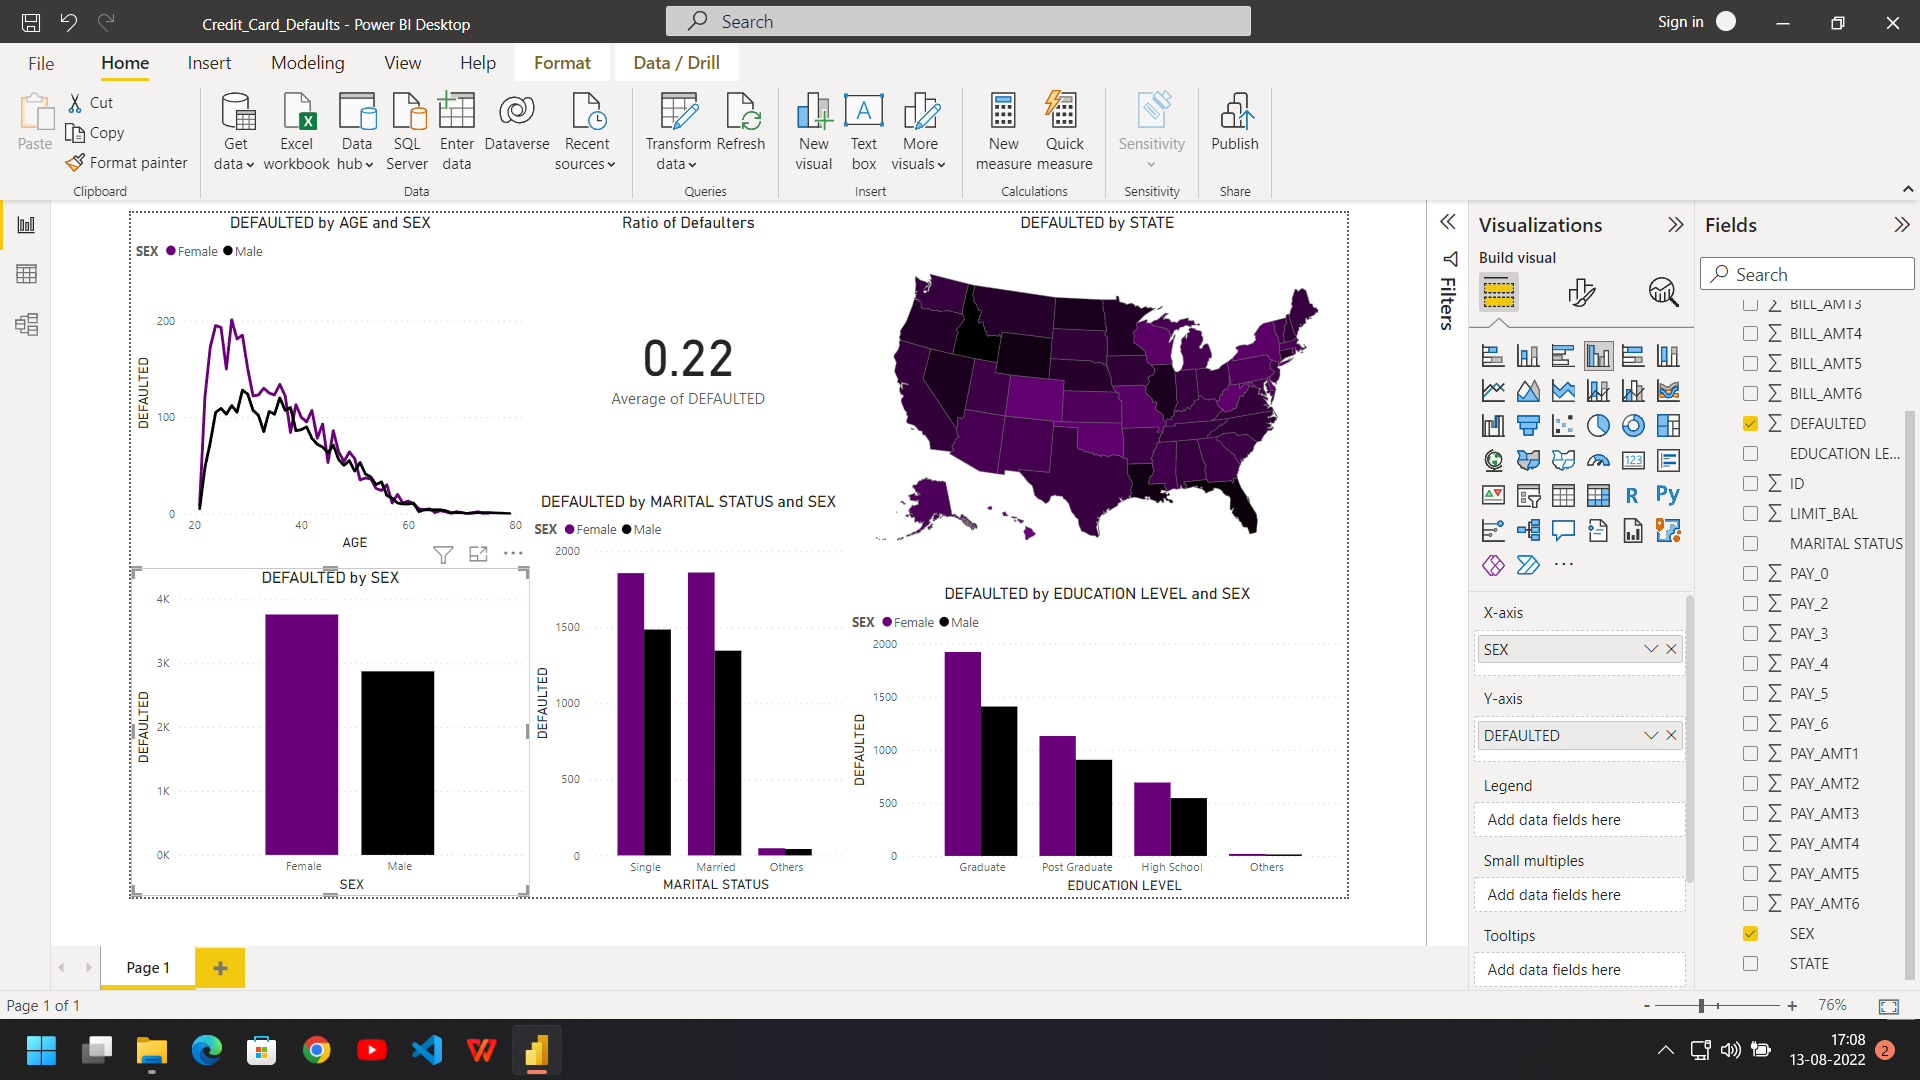 Credit_Card_Defaults - Power BI Desktop
Search
Sign in
File
Home
Insert
Modeling
View
Help
Format
Data / Drill
Paste
Cut
Copy
Format painter
Clipboard
Get data
Excel workbook
Data hub
SQL Server
Enter data
Dataverse
Recent sources
Data
Transform data
Refresh
Queries
New visual
Text box
More visuals
Insert
New measure
Quick measure
Calculations
Sensitivity
Sensitivity
Publish
Share
DEFAULTED by AGE and SEX
SEX Female Male
DEFAULTED
200
100
0
20 40 60 80
AGE
Ratio of Defaulters
0.22
Average of DEFAULTED
DEFAULTED by STATE
DEFAULTED by SEX
DEFAULTED
4K
3K
2K
1K
0K
Female Male
SEX
DEFAULTED by MARITAL STATUS and SEX
SEX Female Male
DEFAULTED
2000
1500
1000
500
0
Single Married Others
MARITAL STATUS
DEFAULTED by EDUCATION LEVEL and SEX
SEX Female Male
DEFAULTED
2000
1500
1000
500
0
Graduate Post Graduate High School Others
EDUCATION LEVEL
Filters
Visualizations
Build visual
123
R
Py
X-axis
SEX
Y-axis
DEFAULTED
Legend
Add data fields here
Small multiples
Add data fields here
Tooltips
Add data fields here
Fields
Search
BILL_AMT3
BILL_AMT4
BILL_AMT5
BILL_AMT6
DEFAULTED
EDUCATION LE...
ID
LIMIT_BAL
MARITAL STATUS
PAY_0
PAY_2
PAY_3
PAY_4
PAY_5
PAY_6
PAY_AMT1
PAY_AMT2
PAY_AMT3
PAY_AMT4
PAY_AMT5
PAY_AMT6
SEX
STATE
Page 1
Page 1 of 1
- + 76%
17:08
13-08-2022
2